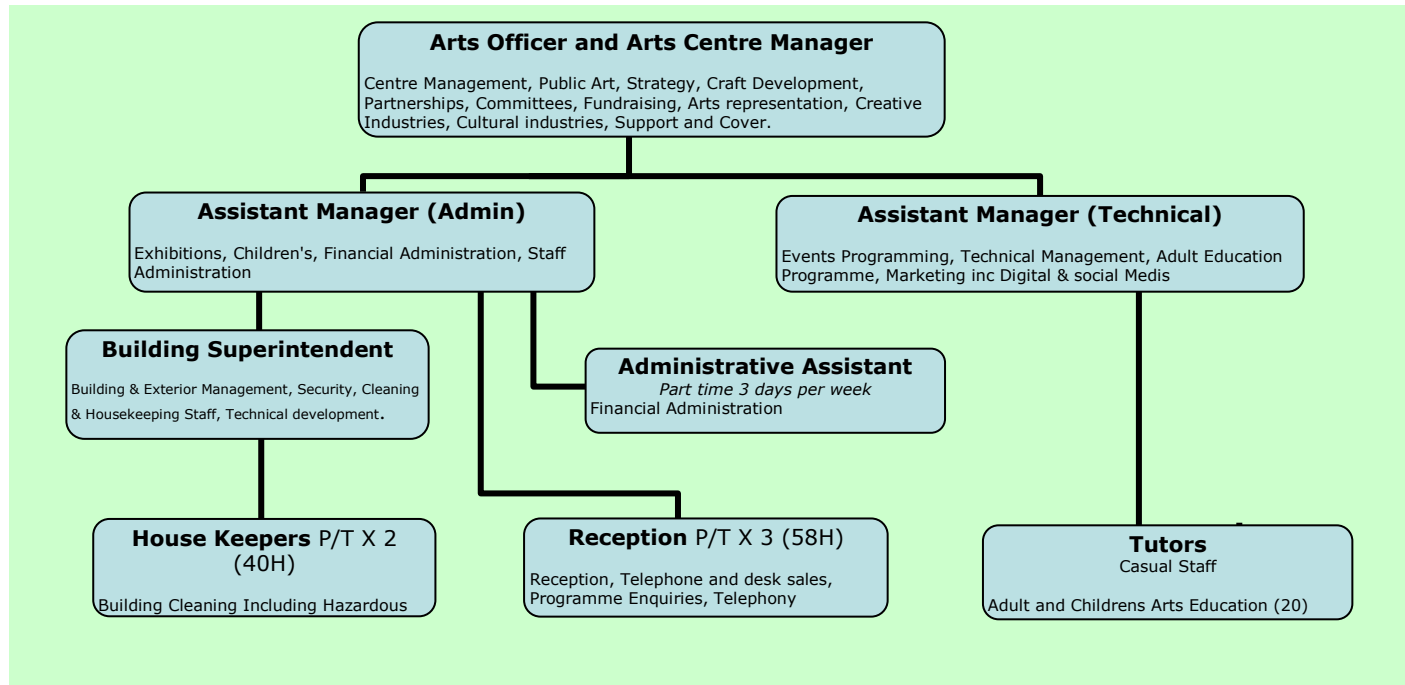 Arts Officer and Arts Centre Manager
Centre Management, Public Art, Strategy, Craft Development,
Partnerships, Committees, Fundraising, Arts representation, Creative
Industries, Cultural industries, Support and Cover.
Assistant Manager (Admin)
Exhibitions, Children's, Financial Administration, Staff
Administration
Assistant Manager (Technical)
Events Programming, Technical Management, Adult Education
Programme, Marketing inc Digital & social Medis
Building Superintendent
Building & Exterior Management, Security, Cleaning
& Housekeeping Staff, Technical development.
Administrative Assistant
Part time 3 days per week
Financial Administration
House Keepers P/T X 2
(40H)
Building Cleaning Including Hazardous
Reception P/T X 3 (58H)
Reception, Telephone and desk sales,
Programme Enquiries, Telephony
Tutors
Casual Staff
Adult and Childrens Arts Education (20)